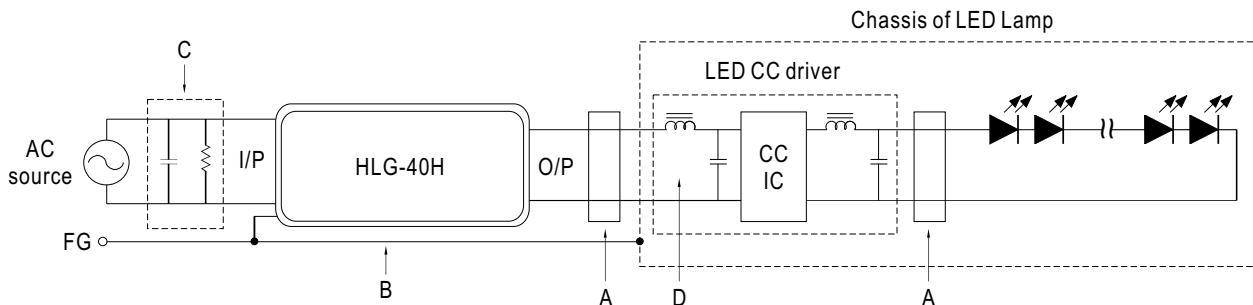 Chassis of LED Lamp
C
LED CC driver
AC
source
I/P
HLG-40H
O/P
CC
IC
FG
B
A
D
A